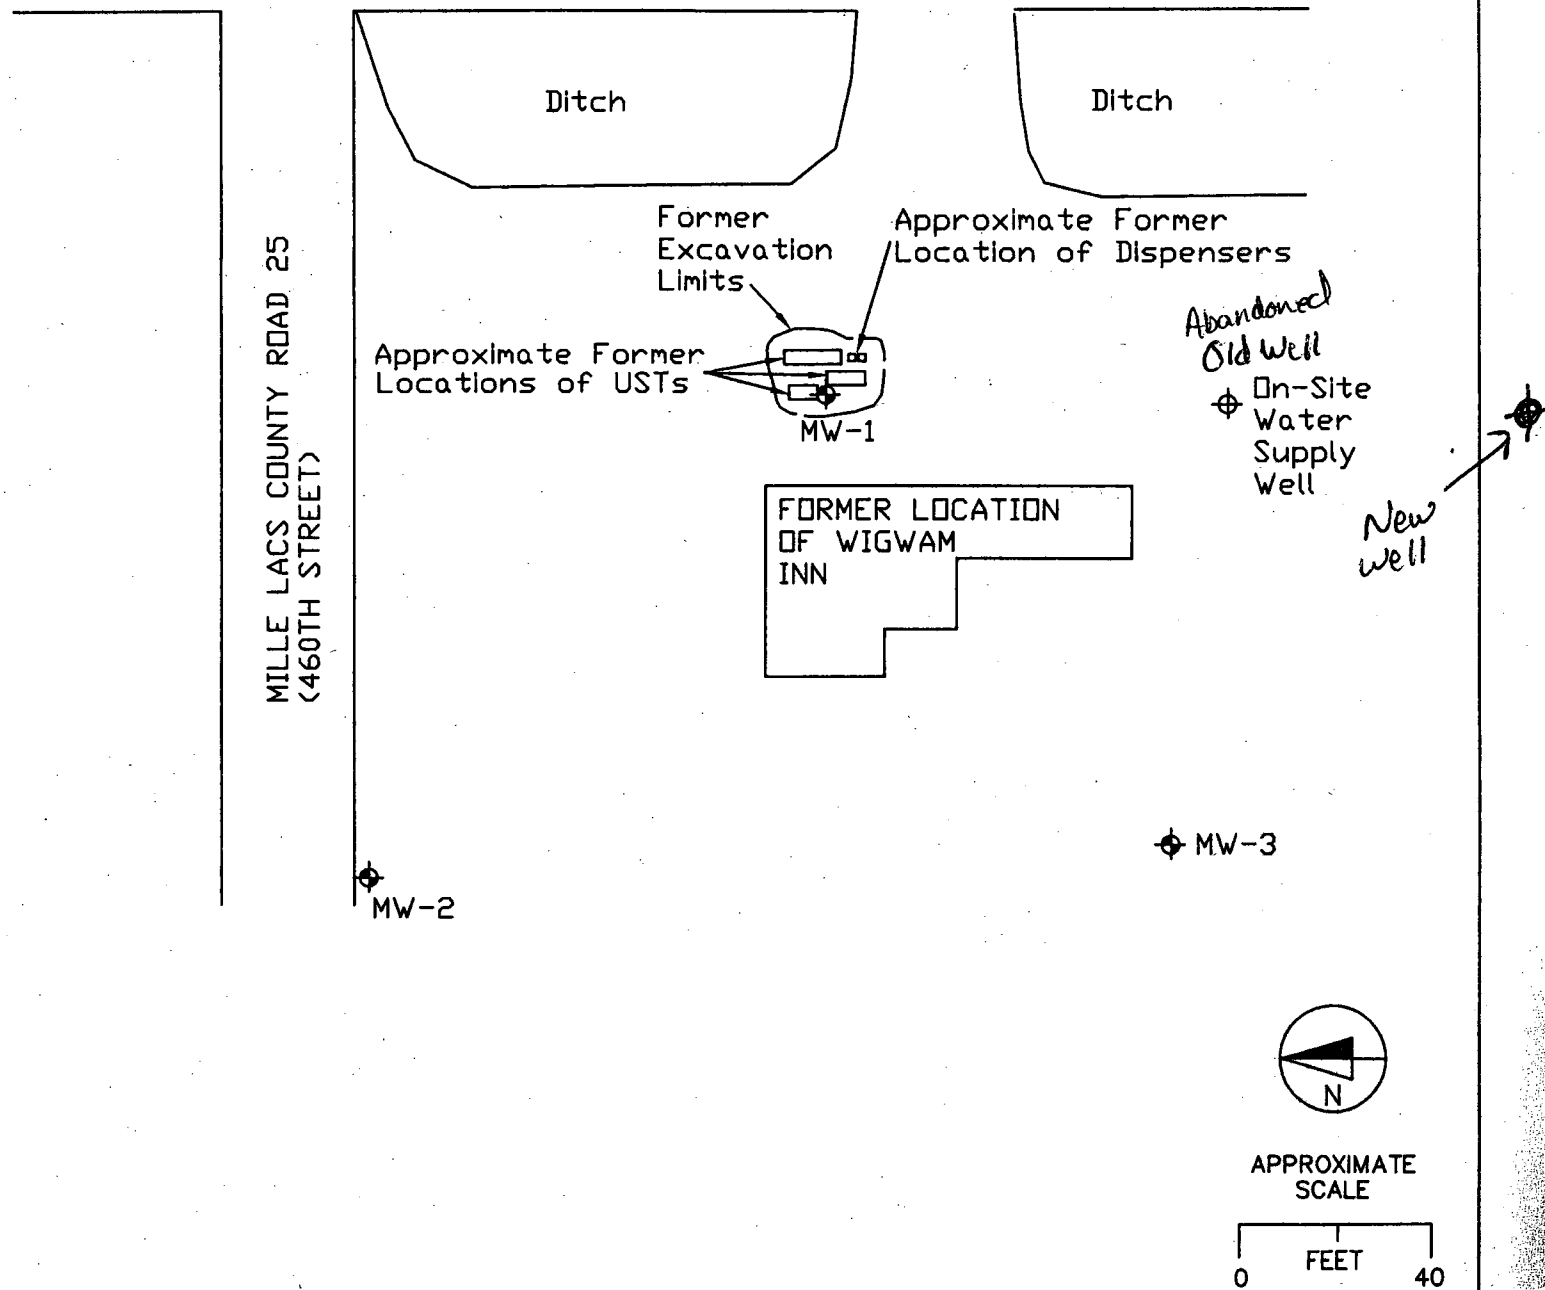 Ditch
Ditch
Former
Excavation
Limits
Approximate Former
Location of Dispensers
Abandoned
Old Well
On-Site
Water
Supply
Well
New
Well
Approximate Former
Locations of USTs
MW-1
FORMER LOCATION
OF WIGWAM
INN
MILLE LACS COUNTY ROAD 25
(460TH STREET)
MW-3
MW-2
N
APPROXIMATE
SCALE
FEET
0 40